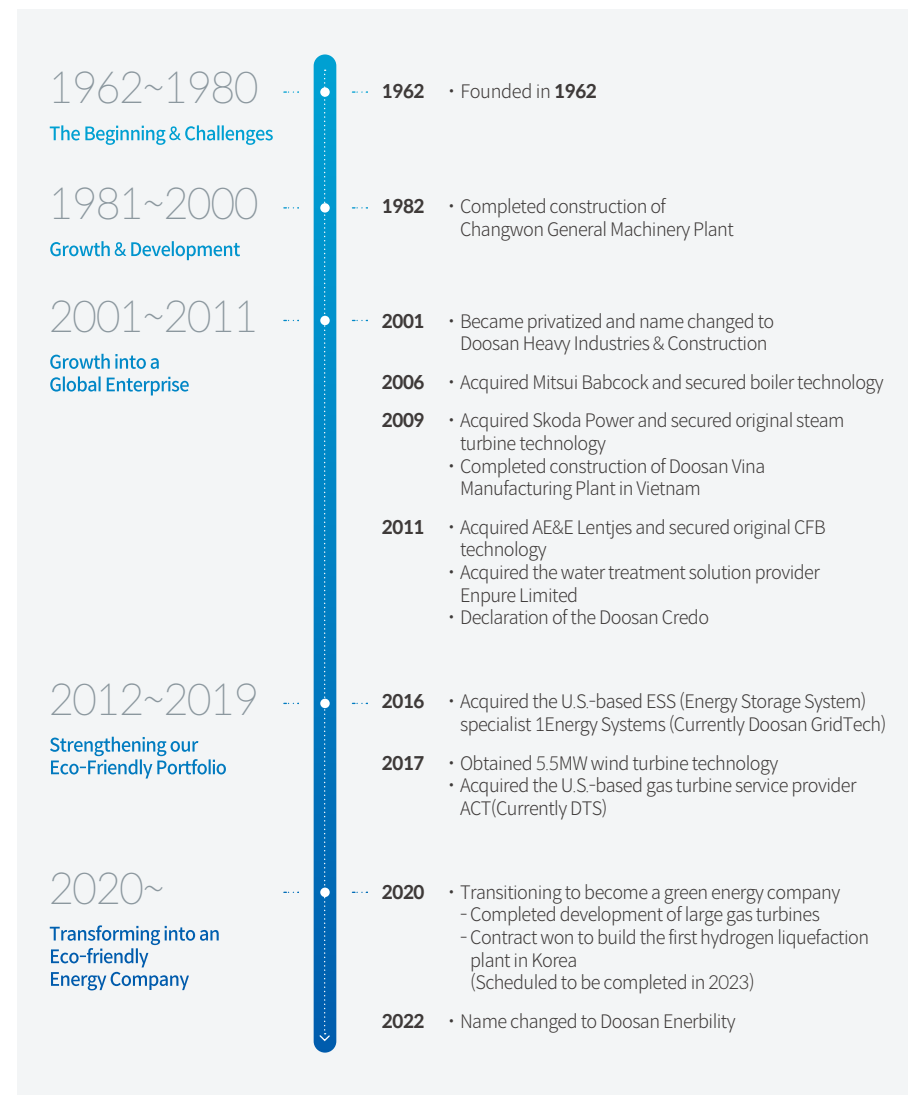 1962~1980
The Beginning & Challenges
1962
· Founded in 1962
1981~2000
Growth & Development
1982
· Completed construction of
Changwon General Machinery Plant
2001~2011
Growth into a
Global Enterprise
2001
· Became privatized and name changed to
Doosan Heavy Industries & Construction
2006
· Acquired Mitsui Babcock and secured boiler technology
2009
· Acquired Skoda Power and secured original steam
turbine technology
· Completed construction of Doosan Vina
Manufacturing Plant in Vietnam
2011
· Acquired AE&E Lentjes and secured original CFB
technology
· Acquired the water treatment solution provider
Enpure Limited
· Declaration of the Doosan Credo
2012~2019
Strengthening our
Eco-Friendly Portfolio
2016
· Acquired the U.S.-based ESS (Energy Storage System)
specialist 1Energy Systems (Currently Doosan GridTech)
2017
· Obtained 5.5MW wind turbine technology
· Acquired the U.S.-based gas turbine service provider
ACT(Currently DTS)
2020~
Transforming into an
Eco-friendly
Energy Company
2020
· Transitioning to become a green energy company
- Completed development of large gas turbines
- Contract won to build the first hydrogen liquefaction
plant in Korea
(Scheduled to be completed in 2023)
2022
· Name changed to Doosan Enerbility